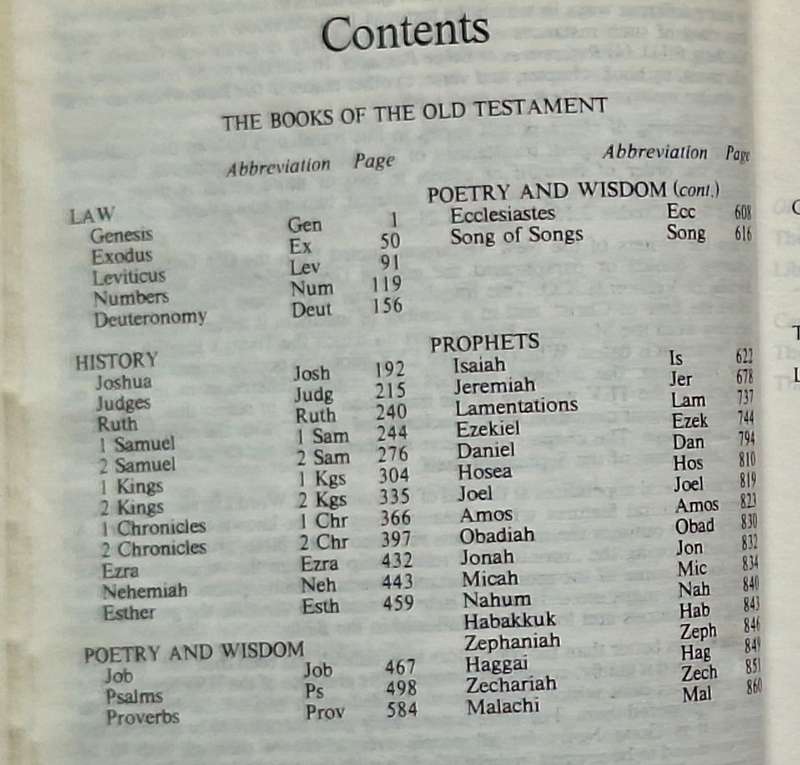 Contents
THE BOOKS OF THE OLD TESTAMENT
Abbreviation Page
LAW
Genesis Gen 1
Exodus Ex 50
Leviticus Lev 91
Numbers Num 119
Deuteronomy Deut 156
HISTORY
Joshua Josh 192
Judges Judg 215
Ruth Ruth 240
1 Samuel 1 Sam 244
2 Samuel 2 Sam 276
1 Kings 1 Kgs 304
2 Kings 2 Kgs 335
1 Chronicles 1 Chr 366
2 Chronicles 2 Chr 397
Ezra Ezra 432
Nehemiah Neh 443
Esther Esth 459
POETRY AND WISDOM
Job Job 467
Psalms Ps 498
Proverbs Prov 584
Abbreviation Page
POETRY AND WISDOM (cont.)
Ecclesiastes Ecc 608
Song of Songs Song 616
PROPHETS
Isaiah Is 622
Jeremiah Jer 678
Lamentations Lam 737
Ezekiel Ezek 744
Daniel Dan 794
Hosea Hos 810
Joel Joel 819
Amos Amos 823
Obadiah Obad 830
Jonah Jon 832
Micah Mic 834
Nahum Nah 840
Habakkuk Hab 843
Zephaniah Zeph 846
Haggai Hag 849
Zechariah Zech 851
Malachi Mal 860